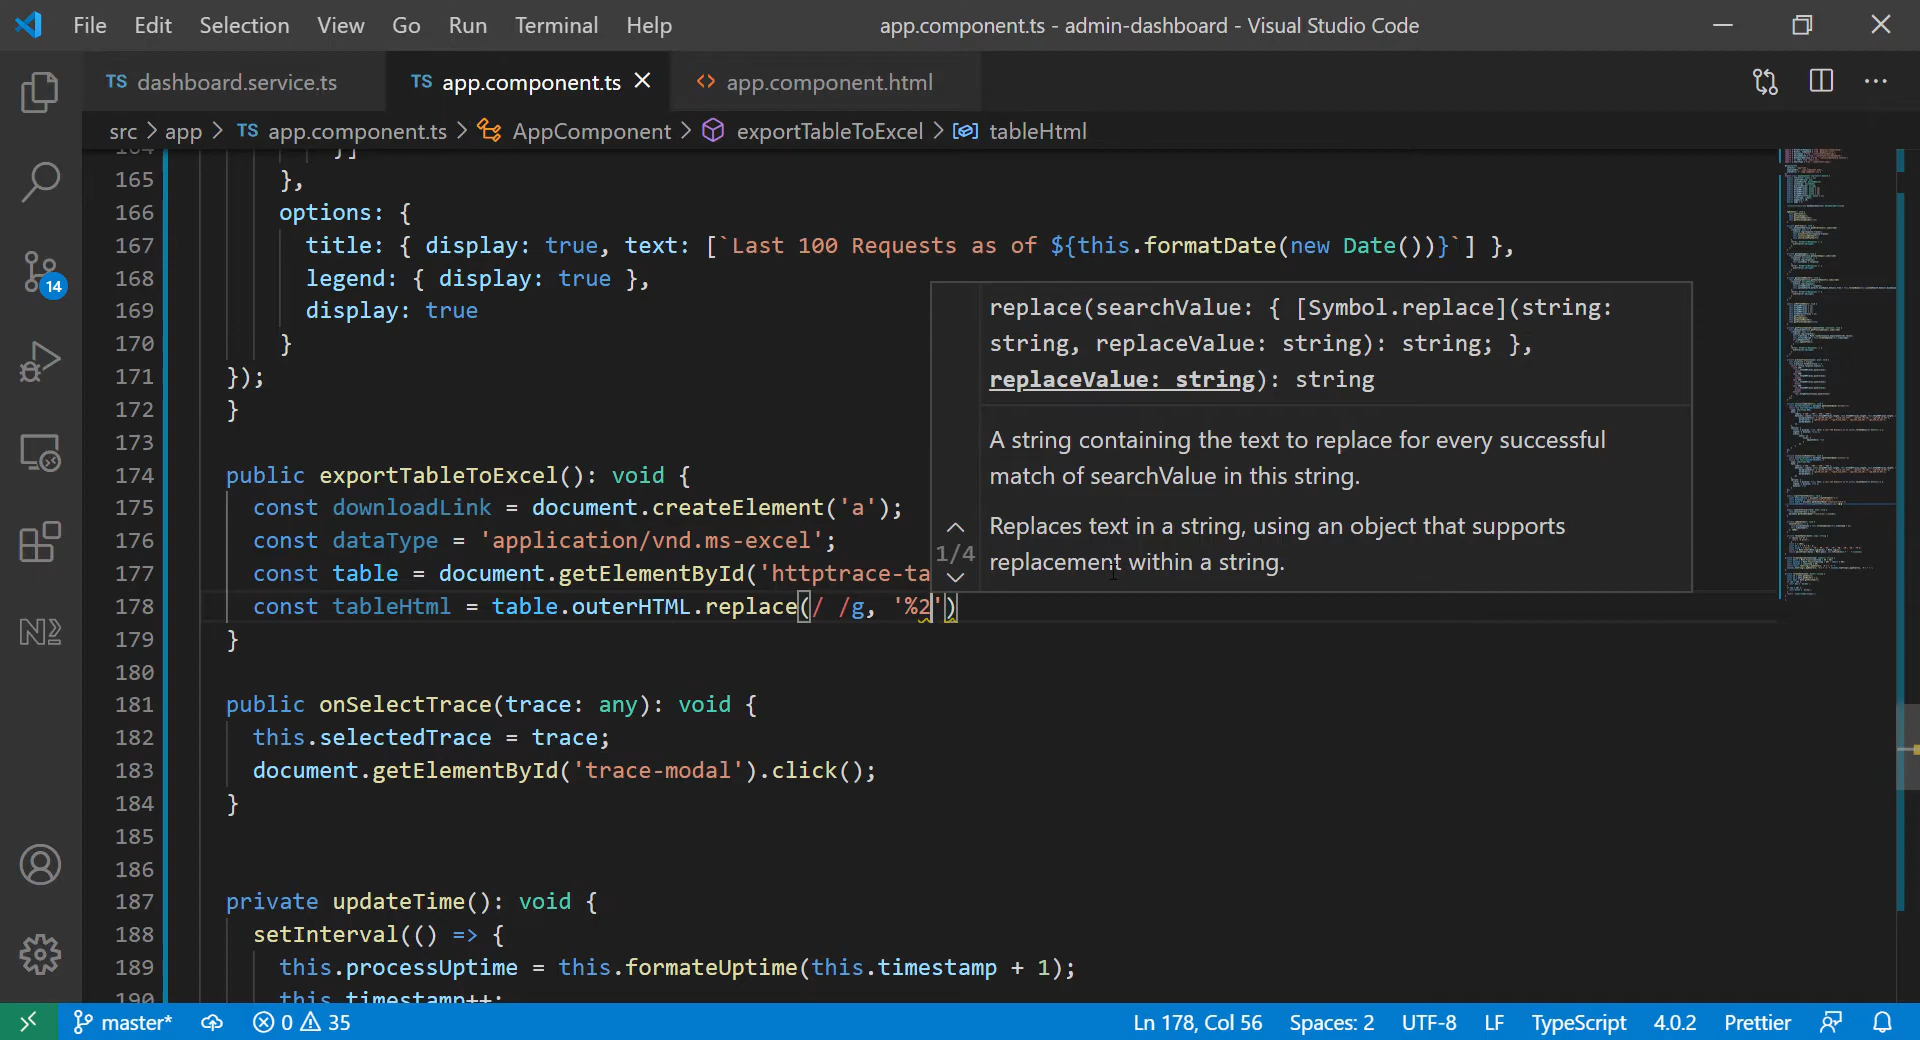 File Edit Selection View Go Run Terminal Help
app.component.ts - admin-dashboard - Visual Studio Code
TS dashboard.service.ts
TS app.component.ts
<> app.component.html
src > app > TS app.component.ts > AppComponent > exportTableToExcel > tableHtml
164 }]
165 },
166 options: {
167 title: { display: true, text: [`Last 100 Requests as of ${this.formatDate(new Date())}`] },
168 legend: { display: true },
169 display: true
170 }
171 });
172 }
173
174 public exportTableToExcel(): void {
175 const downloadLink = document.createElement('a');
176 const dataType = 'application/vnd.ms-excel';
177 const table = document.getElementById('httptrace-ta
178 const tableHtml = table.outerHTML.replace(/ /g, '%2')
179 }
180
181 public onSelectTrace(trace: any): void {
182 this.selectedTrace = trace;
183 document.getElementById('trace-modal').click();
184 }
185
186
187 private updateTime(): void {
188 setInterval(() => {
189 this.processUptime = this.formateUptime(this.timestamp + 1);
190 this.timestamp++;
replace(searchValue: { [Symbol.replace](string:
string, replaceValue: string): string; },
replaceValue: string): string
A string containing the text to replace for every successful
match of searchValue in this string.
Replaces text in a string, using an object that supports
replacement within a string.
1/4
14
master* 0 35
Ln 178, Col 56 Spaces: 2 UTF-8 LF TypeScript 4.0.2 Prettier